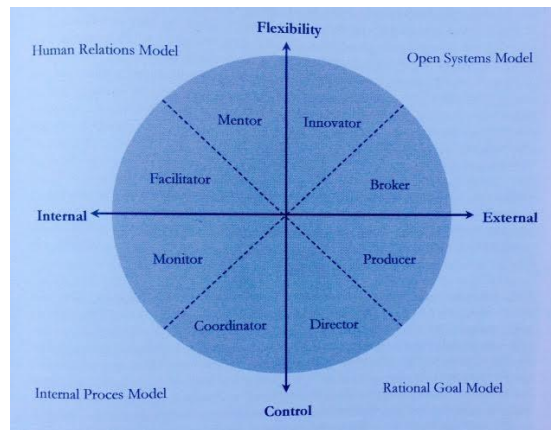 Flexibility
Human Relations Model
Open Systems Model
Mentor
Innovator
Facilitator
Broker
Internal
External
Monitor
Producer
Coordinator
Director
Internal Proces Model
Rational Goal Model
Control